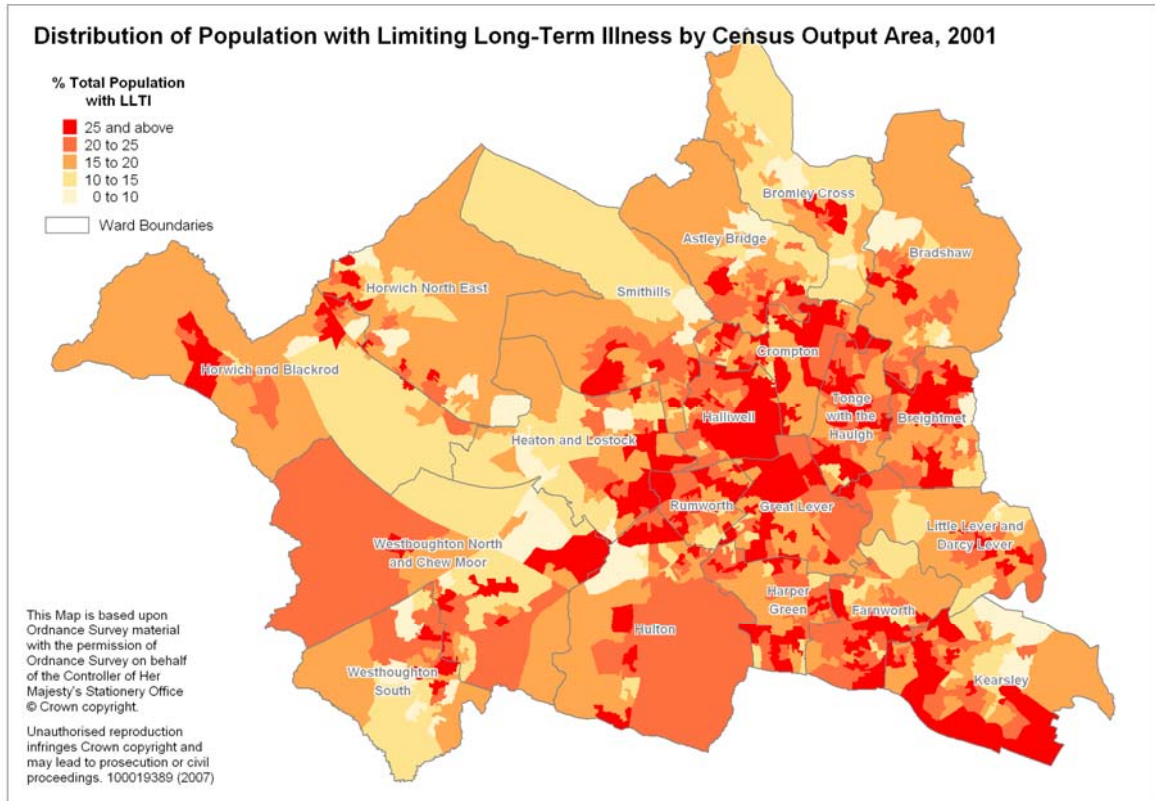 Distribution of Population with Limiting Long-Term Illness by Census Output Area, 2001
% Total Population
with LLTI
25 and above
20 to 25
15 to 20
10 to 15
0 to 10
Ward Boundaries
Bromley Cross
Astley Bridge
Bradshaw
Horwich North East
Smithills
Crompton
Horwich and Blackrod
Halliwell
Tonge
with the
Haulgh
Breightmet
Heaton and Lostock
Rumworth
Great Lever
Little Lever and
Darcy Lever
Westhoughton North
and Chew Moor
Harper
Green
Farnworth
Hulton
Westhoughton
South
Kearsley
This Map is based upon
Ordnance Survey material
with the permission of
Ordnance Survey on behalf
of the Controller of Her
Majesty's Stationery Office
© Crown copyright.
Unauthorised reproduction
infringes Crown copyright and
may lead to prosecution or civil
proceedings. 100019389 (2007)